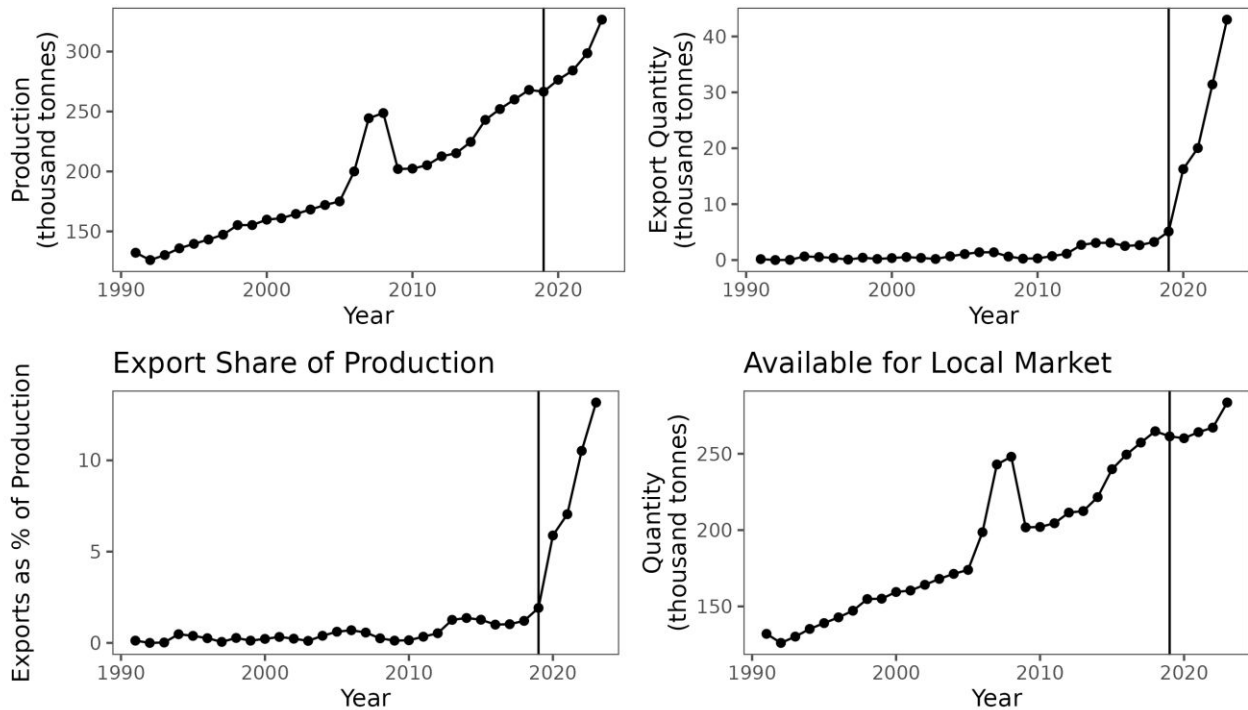 Production
(thousand tonnes)
300
250
200
150
1990
2000
2010
2020
Year
Export Quantity
(thousand tonnes)
40
30
20
10
0
1990
2000
2010
2020
Year
Export Share of Production
Exports as % of Production
10
5
0
1990
2000
2010
2020
Year
Available for Local Market
Quantity
(thousand tonnes)
250
200
150
1990
2000
2010
2020
Year